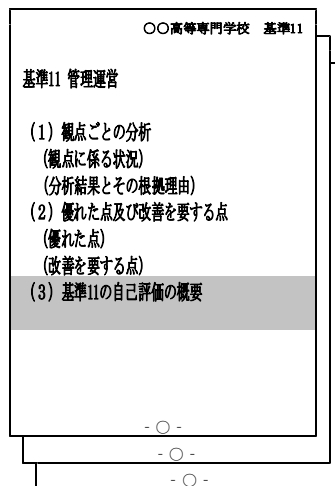 〇〇高等専門学校　基準11
基準11 管理運営
（1）観点ごとの分析
（観点に係る状況）
（分析結果とその根拠理由）
（2）優れた点及び改善を要する点
（優れた点）
（改善を要する点）
（3）基準11の自己評価の概要
- 〇 -
- 〇 -
- 〇 -